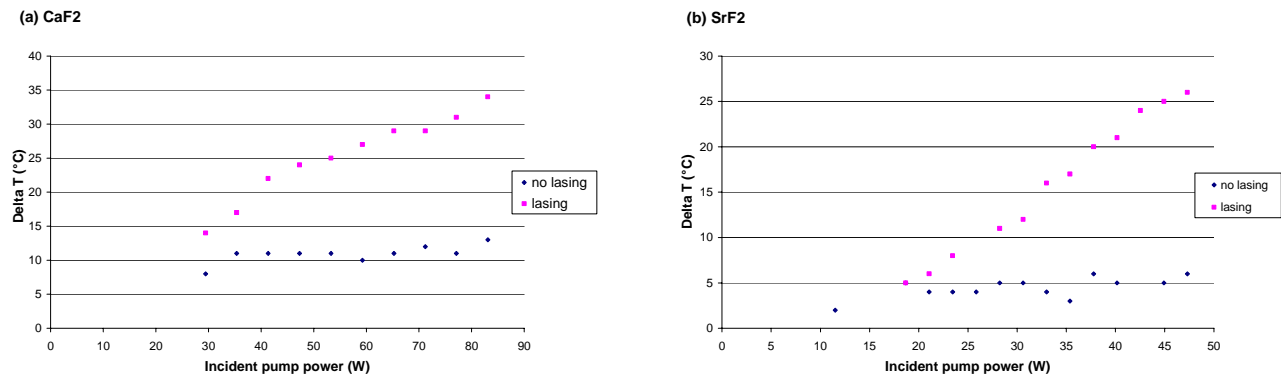 (a) CaF2
40
35
30
25
20
15
10
5
0
Delta T (°C)
0 10 20 30 40 50 60 70 80 90
Incident pump power (W)
no lasing
lasing
(b) SrF2
30
25
20
15
10
5
0
Delta T (°C)
0 5 10 15 20 25 30 35 40 45 50
Incident pump power (W)
no lasing
lasing